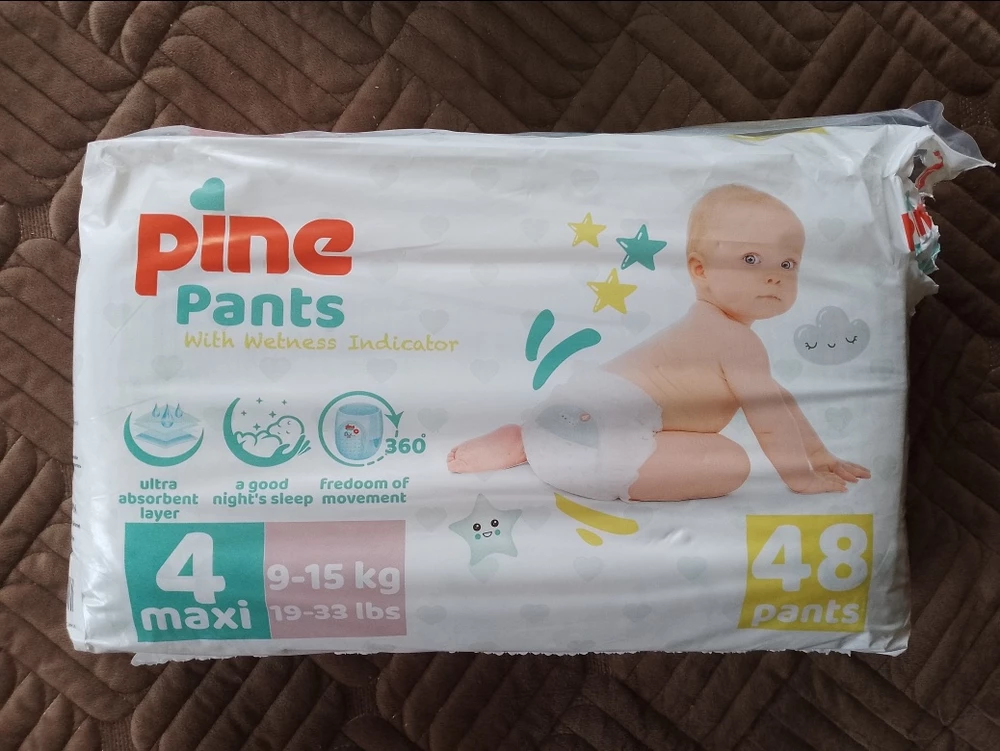 pine
Pants
With Wetness Indicator
360°
ultra
absorbent
layer
a good
night's sleep
fredoom of
movement
4
maxi
9-15 kg
19-33 lbs
48
pants